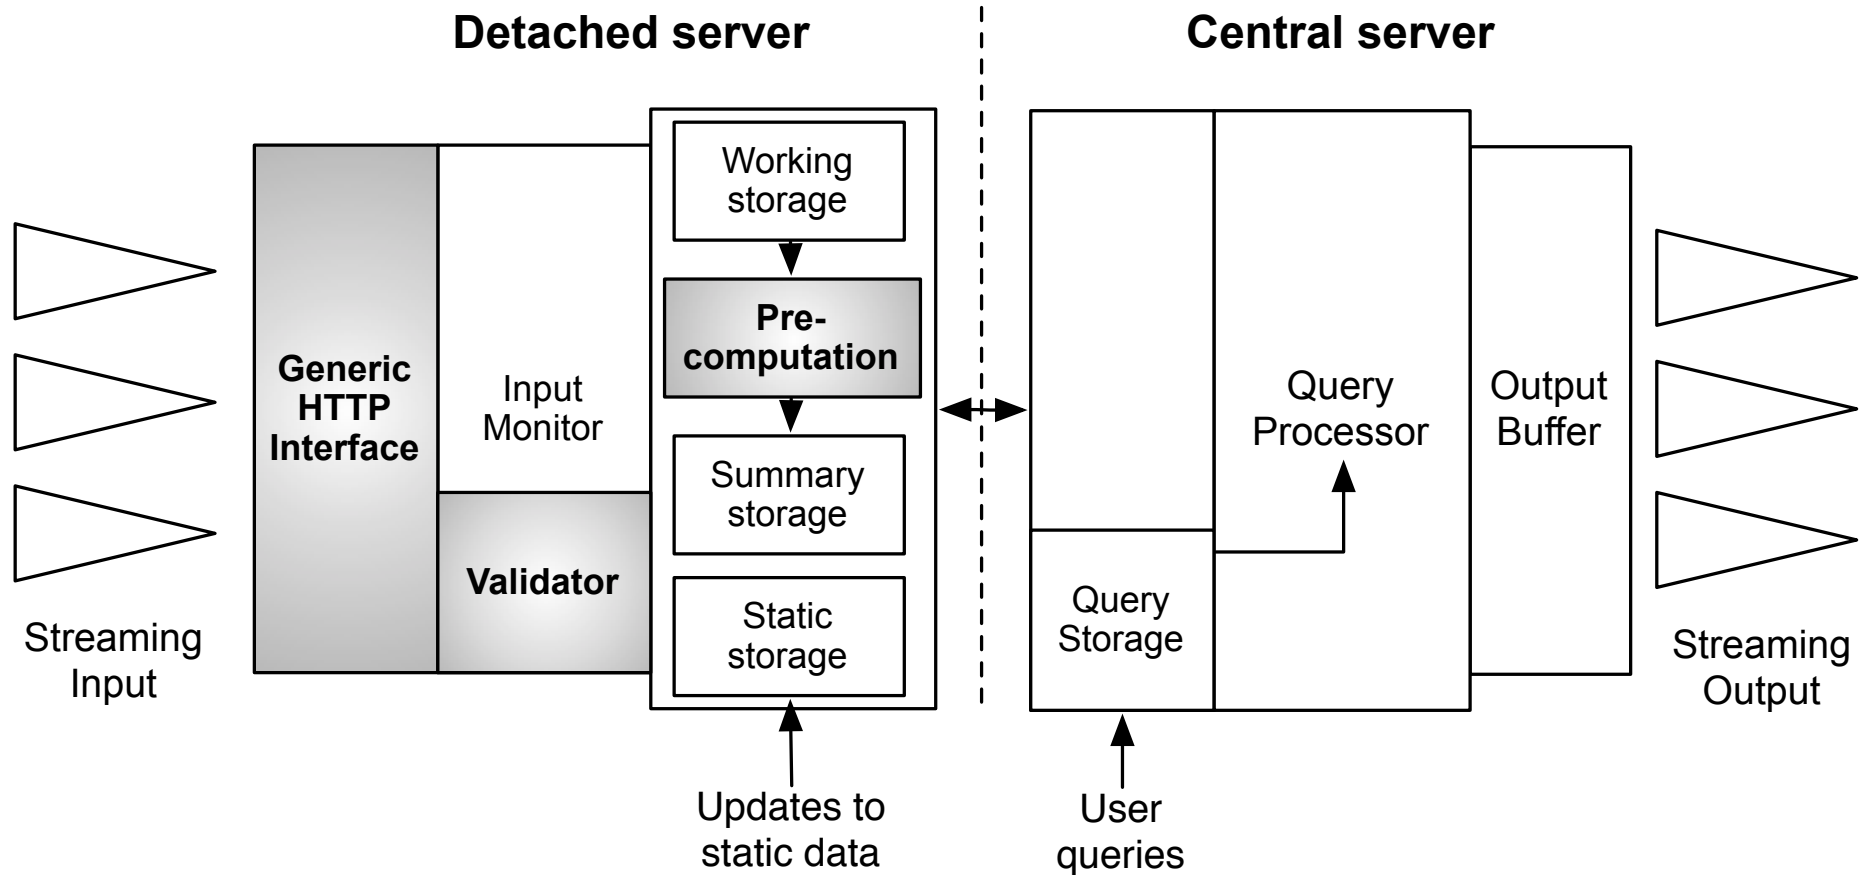 Detached server
Central server
Working
storage
Pre-
computation
Generic
HTTP
Interface
Input
Monitor
Summary
storage
Validator
Static
storage
Query
Processor
Output
Buffer
Query
Storage
Streaming
Input
Streaming
Output
Updates to
static data
User
queries